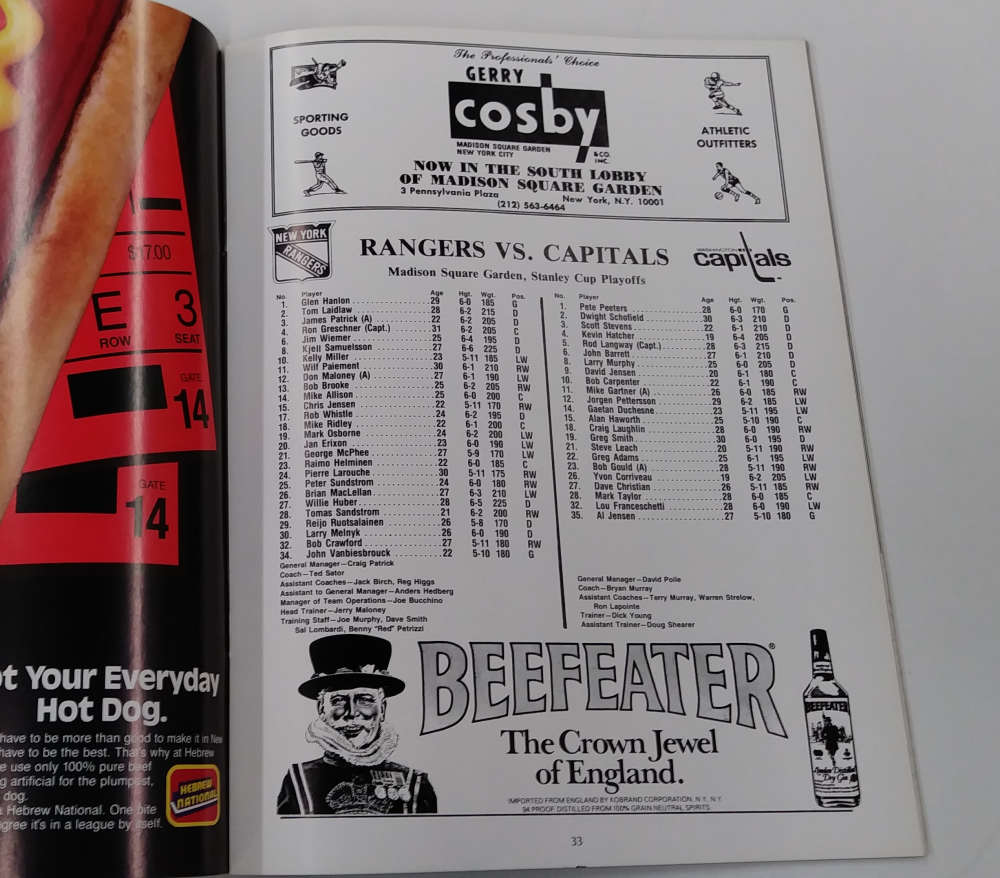 $17.00
E
3
ROW
SEAT
GATE
14
GATE
14
t Your Everyday
Hot Dog.
have to be more than good to make it in New
have to be the best. That's why at Hebrew
use only 100% pure beef
g artificial for the plumpest,
dog.
Hebrew National. One bite
gree it's in a league by itself.
HEBREW
NATIONAL
The Professionals' Choice
GERRY
cosby
& CO.
INC.
MADISON SQUARE GARDEN
NEW YORK CITY
SPORTING
GOODS
ATHLETIC
OUTFITTERS
NOW IN THE SOUTH LOBBY
OF MADISON SQUARE GARDEN
3 Pennsylvania Plaza New York, N.Y. 10001
(212) 563-6464
NEW YORK
RANGERS
RANGERS VS. CAPITALS
WASHINGTON
capitals
Madison Square Garden, Stanley Cup Playoffs
No. Player Age Hgt. Wgt. Pos.
1. Glen Hanlon 29 6-0 185 G
2. Tom Laidlaw 28 6-2 215 D
3. James Patrick (A) 22 6-2 205 D
4. Ron Greschner (Capt.) 31 6-2 205 C
6. Jim Wiemer 25 6-4 195 D
8. Kjell Samuelsson 27 6-6 225 D
10. Kelly Miller 23 5-11 185 LW
11. Wilf Paiement 30 6-1 210 RW
12. Don Maloney (A) 27 6-1 190 LW
13. Bob Brooke 25 6-2 205 RW
14. Mike Allison 25 6-0 200 C
15. Chris Jensen 22 5-11 170 RW
17. Rob Whistle 24 6-2 195 D
18. Mike Ridley 22 6-1 200 C
19. Mark Osborne 24 6-2 200 LW
20. Jan Erixon 23 6-0 190 LW
21. George McPhee 27 5-9 170 LW
23. Raimo Helminen 22 6-0 185 C
24. Pierre Larouche 30 5-11 175 RW
25. Peter Sundstrom 24 6-0 180 RW
26. Brian MacLellan 27 6-3 210 LW
27. Willie Huber 28 6-5 225 D
28. Tomas Sandstrom 21 6-2 200 RW
29. Reijo Ruotsalainen 26 5-8 170 D
30. Larry Melnyk 26 6-0 190 D
32. Bob Crawford 27 5-11 180 RW
34. John Vanbiesbrouck 22 5-10 180 G
General Manager—Craig Patrick
Coach—Ted Sator
Assistant Coaches—Jack Birch, Reg Higgs
Assistant to General Manager—Anders Hedberg
Manager of Team Operations—Joe Bucchino
Head Trainer—Jerry Maloney
Training Staff—Joe Murphy, Dave Smith
Sal Lombardi, Benny "Red" Petrizzi
No. Player Age Hgt. Wgt. Pos.
1. Pete Peeters 28 6-0 170 G
2. Dwight Schofield 30 6-3 210 D
3. Scott Stevens 22 6-1 210 D
4. Kevin Hatcher 19 6-4 205 D
5. Rod Langway (Capt.) 28 6-3 215 D
6. John Barrett 27 6-1 210 D
8. Larry Murphy 25 6-0 205 D
9. David Jensen 20 6-1 180 C
10. Bob Carpenter 22 6-1 190 C
11. Mike Gartner (A) 26 6-0 185 RW
12. Jorgen Pettersson 29 6-2 185 LW
14. Gaetan Duchesne 23 5-11 195 LW
15. Alan Haworth 25 5-10 190 C
18. Craig Laughlin 28 6-0 190 RW
19. Greg Smith 30 6-0 195 D
21. Steve Leach 20 5-11 190 RW
22. Greg Adams 25 6-1 195 LW
23. Bob Gould (A) 28 5-11 190 RW
26. Yvon Corriveau 19 6-2 205 LW
27. Dave Christian 26 5-11 185 RW
28. Mark Taylor 28 6-0 185 C
32. Lou Franceschetti 28 6-0 190 LW
35. Al Jensen 27 5-10 180 G
General Manager—David Poile
Coach—Bryan Murray
Assistant Coaches—Terry Murray, Warren Strelow,
Ron Lapointe
Trainer—Dick Young
Assistant Trainer—Doug Shearer
BEEFEATER®
The Crown Jewel
of England.
IMPORTED FROM ENGLAND BY KOBRAND CORPORATION, N.Y., N.Y.
94 PROOF. DISTILLED FROM 100% GRAIN NEUTRAL SPIRITS.
BEEFEATER
London Distilled
Dry Gin
33